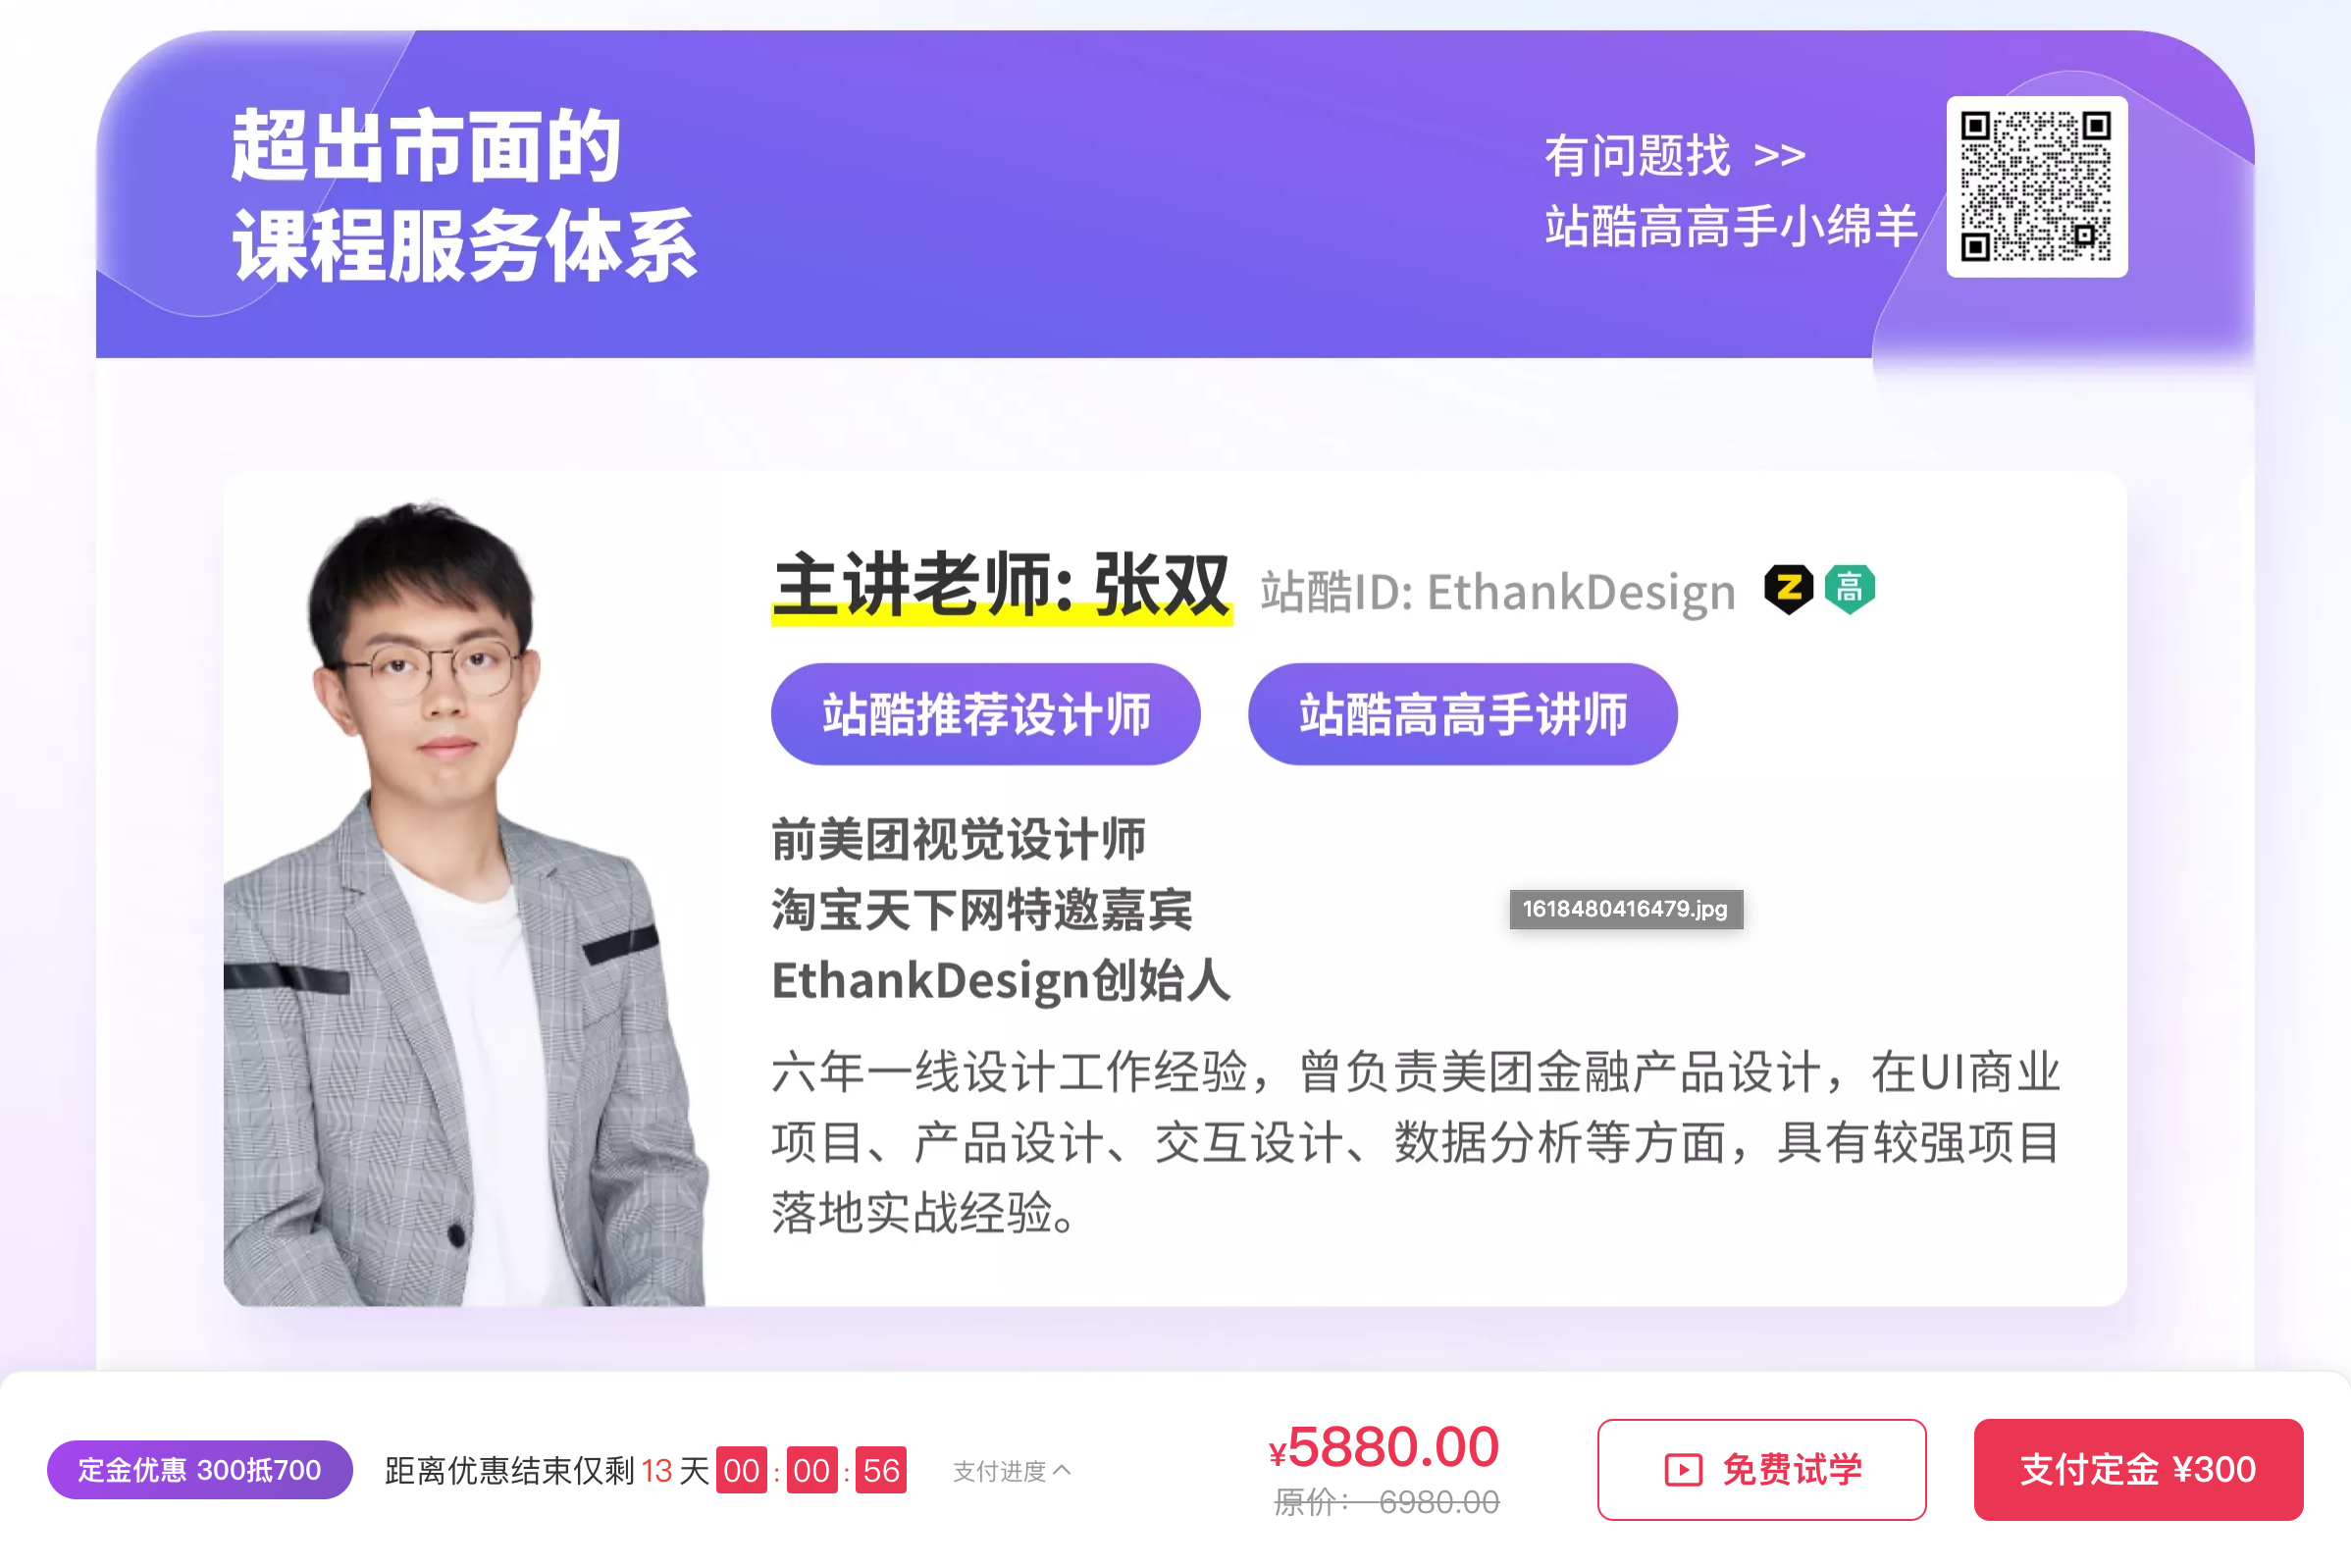 超出市面的
课程服务体系
有问题找 >>
站酷高高手小绵羊
主讲老师: 张双 站酷ID: EthankDesign Z 高
站酷推荐设计师 站酷高高手讲师
前美团视觉设计师
淘宝天下网特邀嘉宾
1618480416479.jpg
EthankDesign创始人
六年一线设计工作经验，曾负责美团金融产品设计，在UI商业
项目、产品设计、交互设计、数据分析等方面，具有较强项目
落地实战经验。
定金优惠 300抵700 距离优惠结束仅剩 13 天 00 : 00 : 56 支付进度
¥5880.00
原价： 6980.00
免费试学
支付定金 ¥300